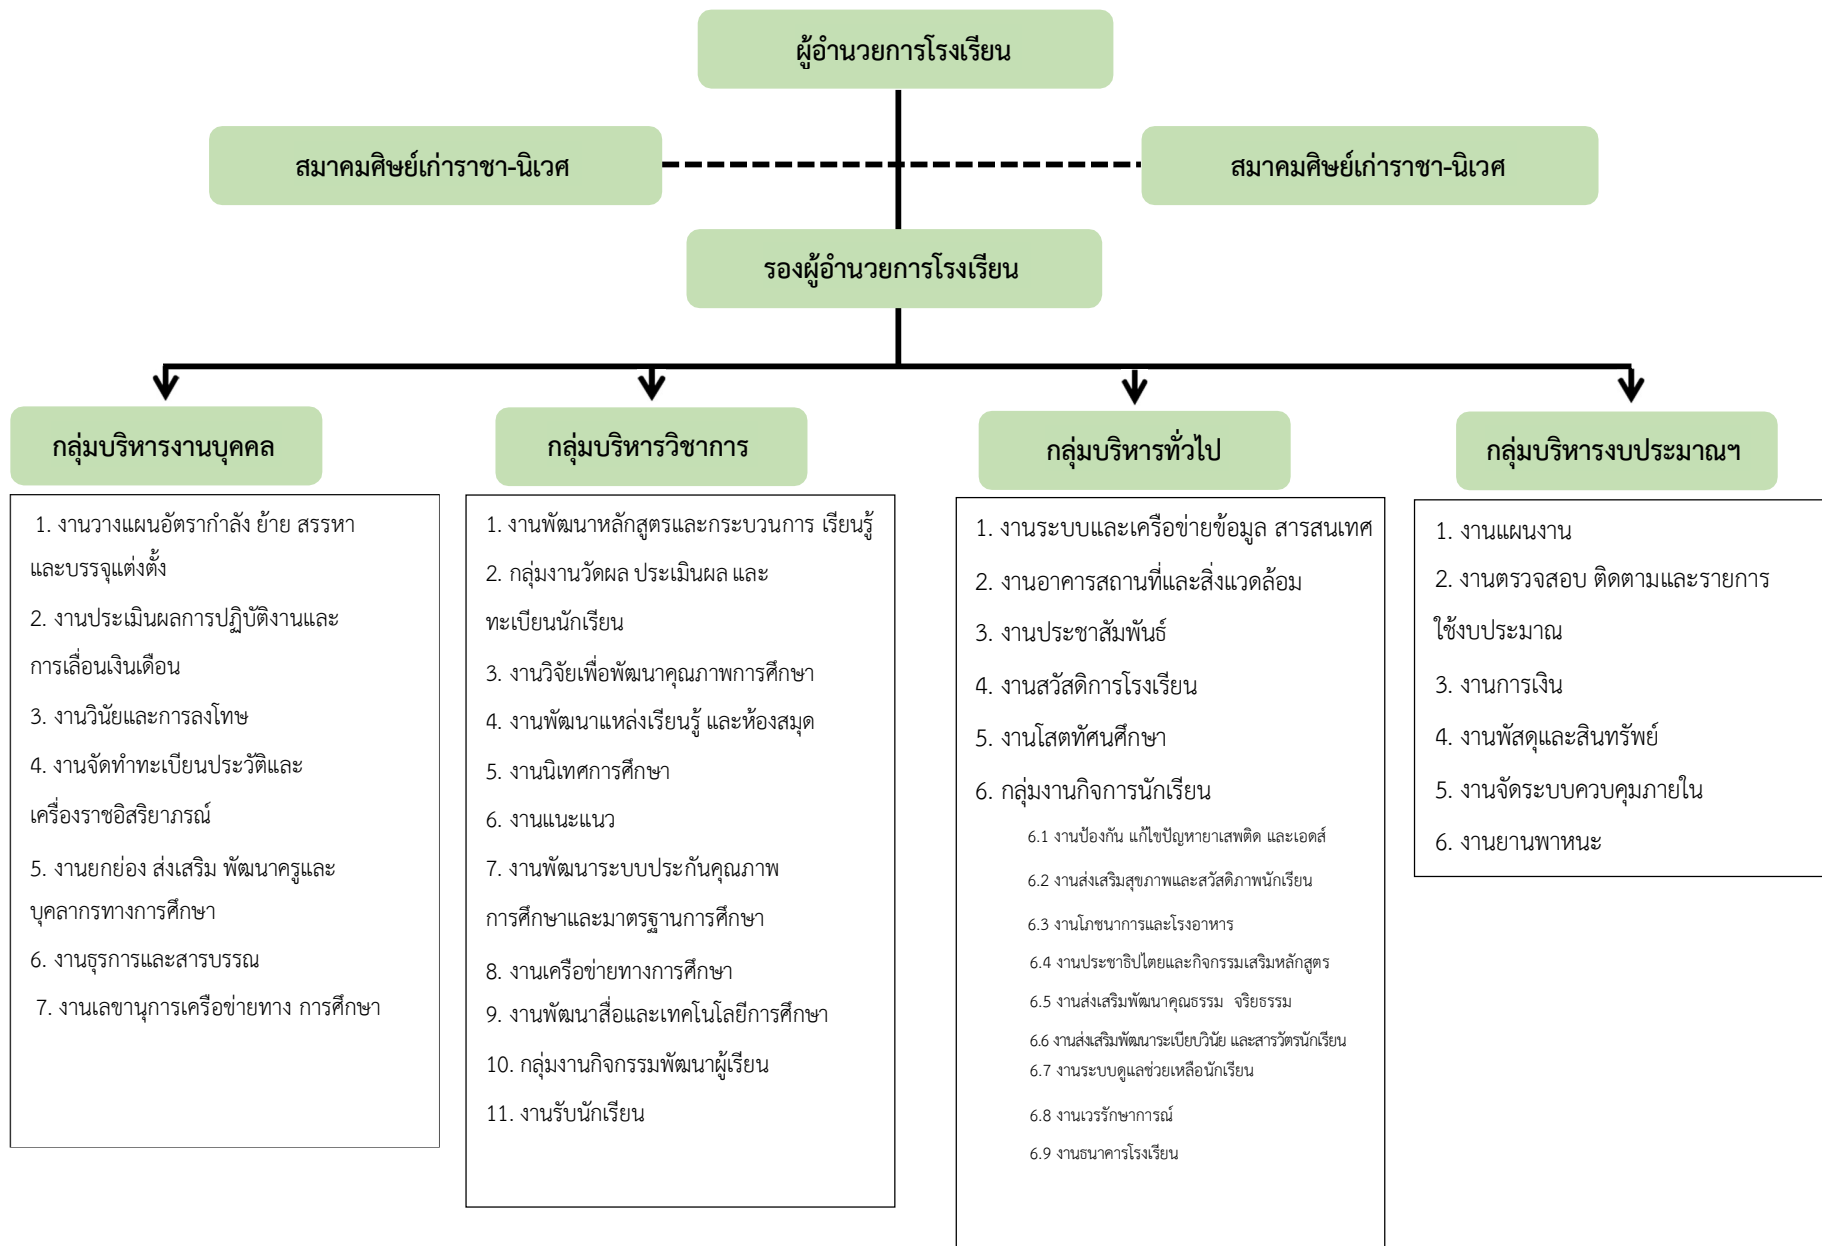 ผู้อำนวยการโรงเรียน
สมาคมศิษย์เก่าราชา-นิเวศ
สมาคมศิษย์เก่าราชา-นิเวศ
รองผู้อำนวยการโรงเรียน
กลุ่มบริหารงานบุคคล
1. งานวางแผนอัตรากำลัง ย้าย สรรหา
และบรรจุแต่งตั้ง
2. งานประเมินผลการปฏิบัติงานและ
การเลื่อนเงินเดือน
3. งานวินัยและการลงโทษ
4. งานจัดทำทะเบียนประวัติและ
เครื่องราชอิสริยาภรณ์
5. งานยกย่อง ส่งเสริม พัฒนาครูและ
บุคลากรทางการศึกษา
6. งานธุรการและสารบรรณ
7. งานเลขานุการเครือข่ายทาง การศึกษา
กลุ่มบริหารวิชาการ
1. งานพัฒนาหลักสูตรและกระบวนการ เรียนรู้
2. กลุ่มงานวัดผล ประเมินผล และ
ทะเบียนนักเรียน
3. งานวิจัยเพื่อพัฒนาคุณภาพการศึกษา
4. งานพัฒนาแหล่งเรียนรู้ และห้องสมุด
5. งานนิเทศการศึกษา
6. งานแนะแนว
7. งานพัฒนาระบบประกันคุณภาพ
การศึกษาและมาตรฐานการศึกษา
8. งานเครือข่ายทางการศึกษา
9. งานพัฒนาสื่อและเทคโนโลยีการศึกษา
10. กลุ่มงานกิจกรรมพัฒนาผู้เรียน
11. งานรับนักเรียน
กลุ่มบริหารทั่วไป
1. งานระบบและเครือข่ายข้อมูล สารสนเทศ
2. งานอาคารสถานที่และสิ่งแวดล้อม
3. งานประชาสัมพันธ์
4. งานสวัสดิการโรงเรียน
5. งานโสตทัศนศึกษา
6. กลุ่มงานกิจการนักเรียน
6.1 งานป้องกัน แก้ไขปัญหายาเสพติด และเอดส์
6.2 งานส่งเสริมสุขภาพและสวัสดิภาพนักเรียน
6.3 งานโภชนาการและโรงอาหาร
6.4 งานประชาธิปไตยและกิจกรรมเสริมหลักสูตร
6.5 งานส่งเสริมพัฒนาคุณธรรม จริยธรรม
6.6 งานส่งเสริมพัฒนาระเบียบวินัย และสารวัตรนักเรียน
6.7 งานระบบดูแลช่วยเหลือนักเรียน
6.8 งานเวรรักษาการณ์
6.9 งานธนาคารโรงเรียน
กลุ่มบริหารงบประมาณฯ
1. งานแผนงาน
2. งานตรวจสอบ ติดตามและรายการ
ใช้งบประมาณ
3. งานการเงิน
4. งานพัสดุและสินทรัพย์
5. งานจัดระบบควบคุมภายใน
6. งานยานพาหนะ